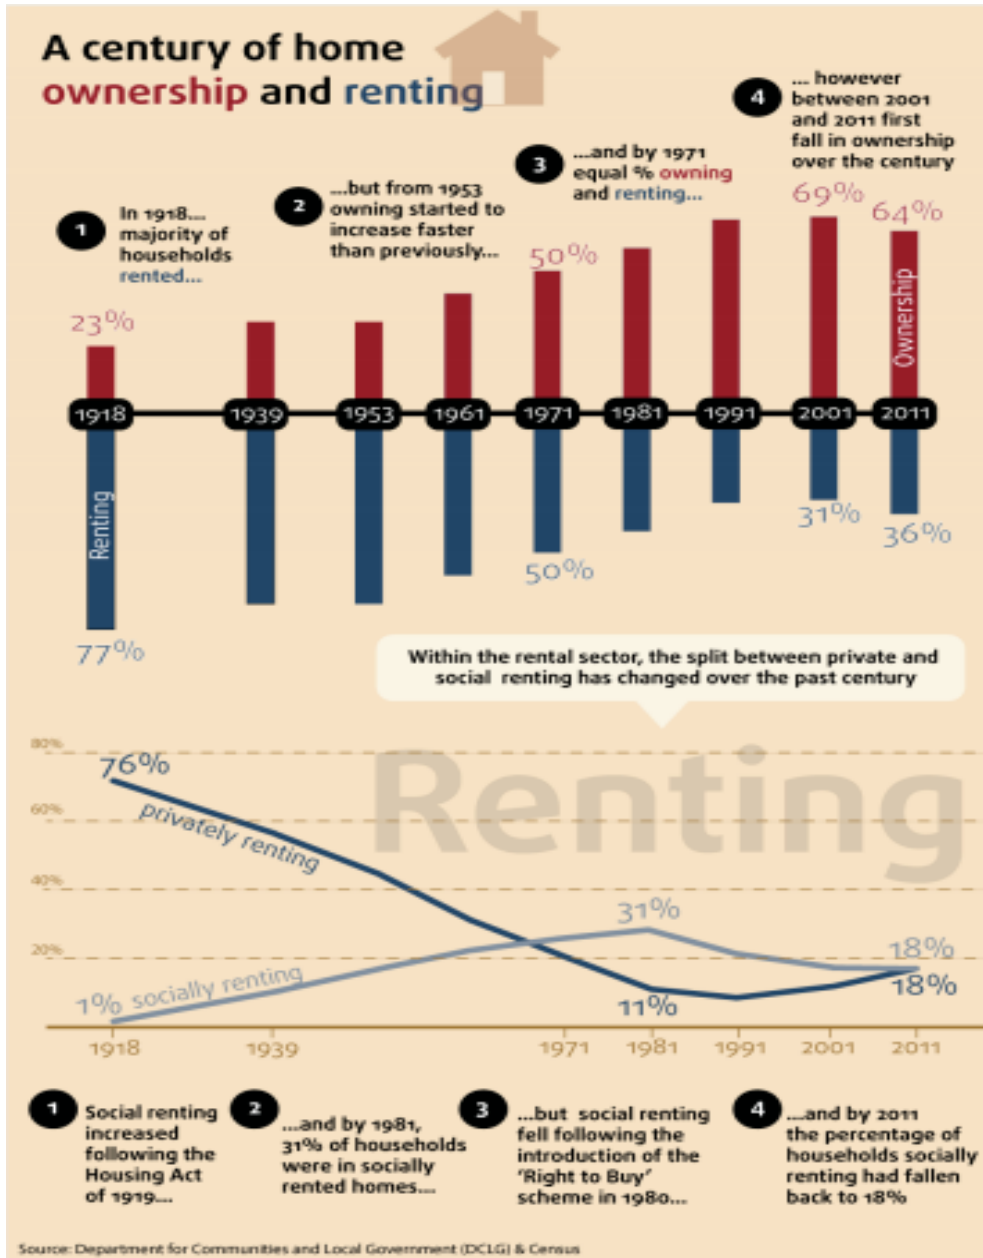 A century of home
ownership and renting
1
In 1918...
majority of
households
rented...
2
...but from 1953
owning started to
increase faster
than previously...
3
...and by 1971
equal % owning
and renting...
4
... however
between 2001
and 2011 first
fall in ownership
over the century
23%
50%
69%
64%
Ownership
1918
1939
1953
1961
1971
1981
1991
2001
2011
Renting
77%
50%
31%
36%
Within the rental sector, the split between private and
social renting has changed over the past century
Renting
80%
60%
40%
20%
76%
privately renting
1% socially renting
31%
11%
18%
18%
1918
1939
1971
1981
1991
2001
2011
1
Social renting
increased
following the
Housing Act
of 1919...
2
...and by 1981,
31% of households
were in socially
rented homes...
3
...but social renting
fell following the
introduction of the
'Right to Buy'
scheme in 1980...
4
...and by 2011
the percentage of
households socially
renting had fallen
back to 18%
Source: Department for Communities and Local Government (DCLG) & Census